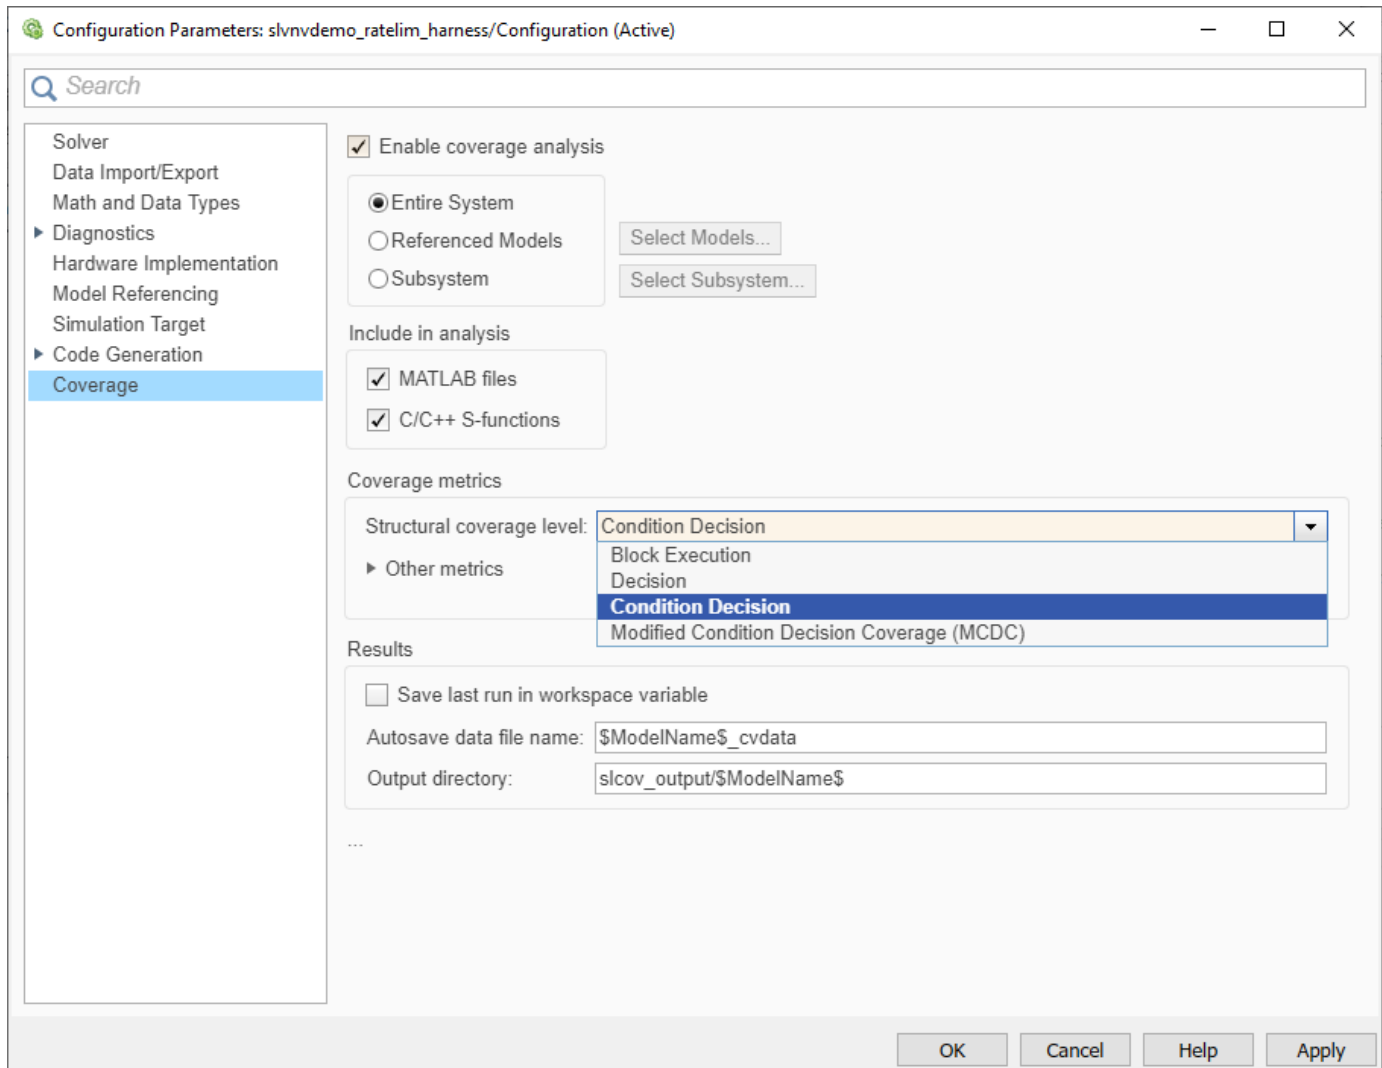 Configuration Parameters: slvnvdemo_ratelim_harness/Configuration (Active)
Search
Solver
Data Import/Export
Math and Data Types
Diagnostics
Hardware Implementation
Model Referencing
Simulation Target
Code Generation
Coverage
Enable coverage analysis
Entire System
Referenced Models
Select Models...
Subsystem
Select Subsystem...
Include in analysis
MATLAB files
C/C++ S-functions
Coverage metrics
Structural coverage level: Condition Decision
Block Execution
Other metrics
Decision
Condition Decision
Modified Condition Decision Coverage (MCDC)
Results
Save last run in workspace variable
Autosave data file name: $ModelName$_cvdata
Output directory: slcov_output/$ModelName$
...
OK
Cancel
Help
Apply